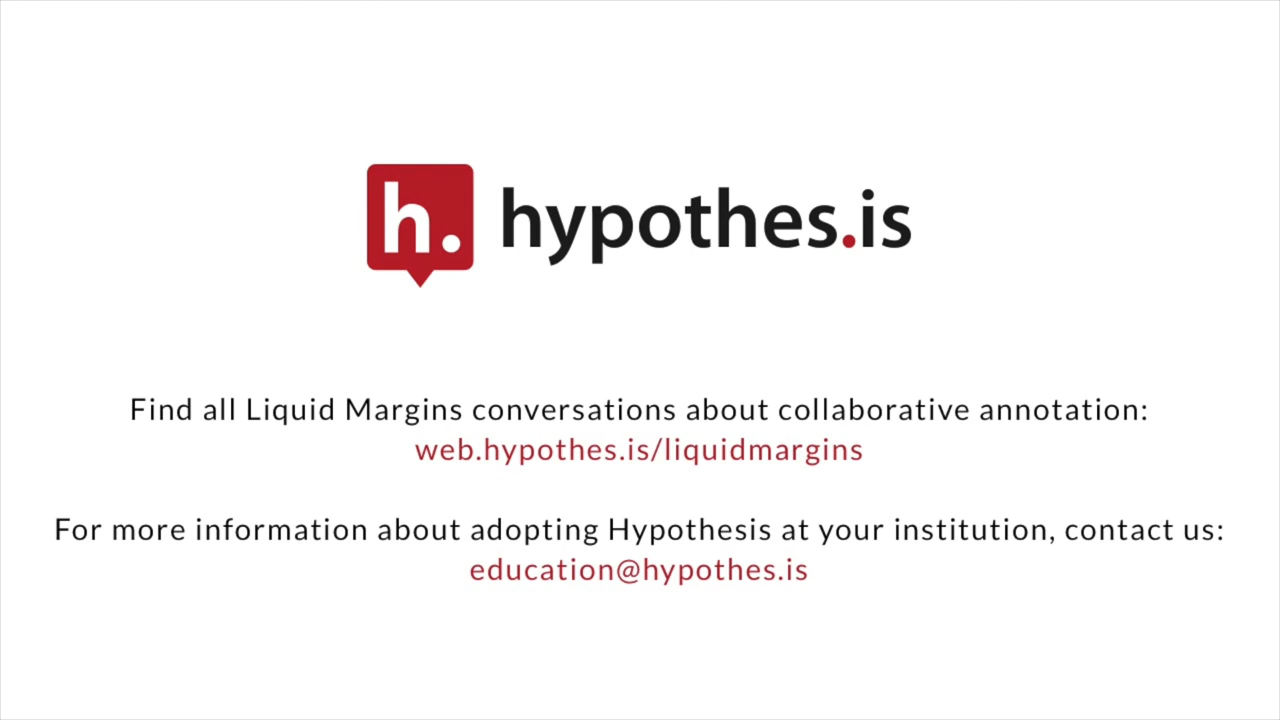 h. hypothes.is
Find all Liquid Margins conversations about collaborative annotation:
web.hypothes.is/liquidmargins
For more information about adopting Hypothesis at your institution, contact us:
education@hypothes.is